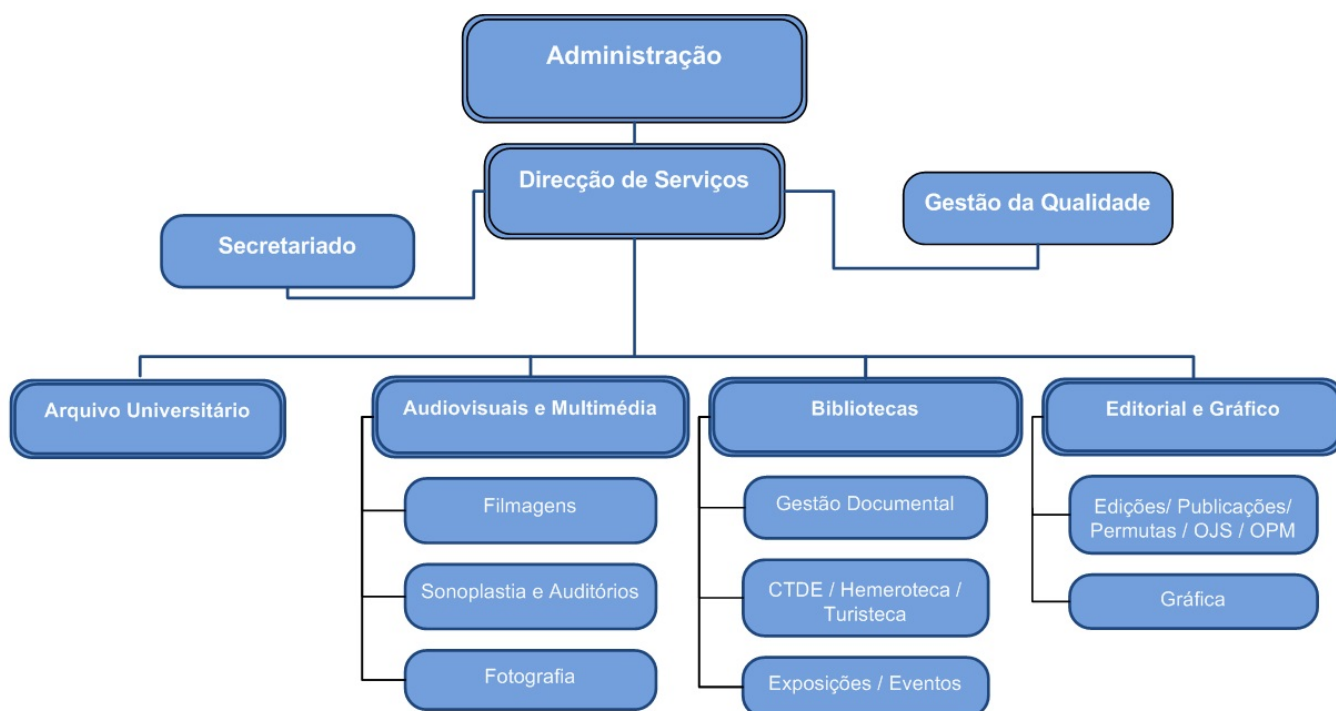 Administração
Direcção de Serviços
Gestão da Qualidade
Secretariado
Arquivo Universitário
Audiovisuais e Multimédia
Bibliotecas
Editorial e Gráfico
Filmagens
Sonoplastia e Auditórios
Fotografia
Gestão Documental
CTDE / Hemeroteca /
Turisteca
Exposições / Eventos
Edições/ Publicações/
Permutas / OJS / OPM
Gráfica